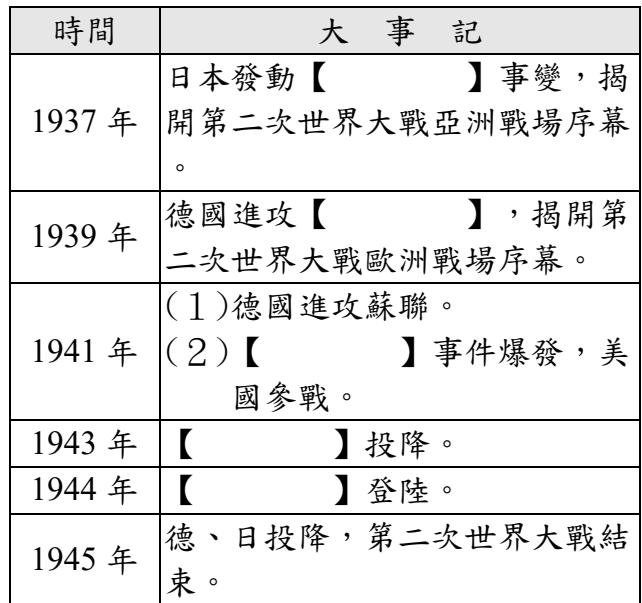 時間 大 事 記
1937 年 日本發動【 】事變，揭
開第二次世界大戰亞洲戰場序幕
。
1939 年 德國進攻【 】，揭開第
二次世界大戰歐洲戰場序幕。
1941 年 (１)德國進攻蘇聯。
(２)【 】事件爆發，美
國參戰。
1943 年 【 】投降。
1944 年 【 】登陸。
1945 年 德、日投降，第二次世界大戰結
束。